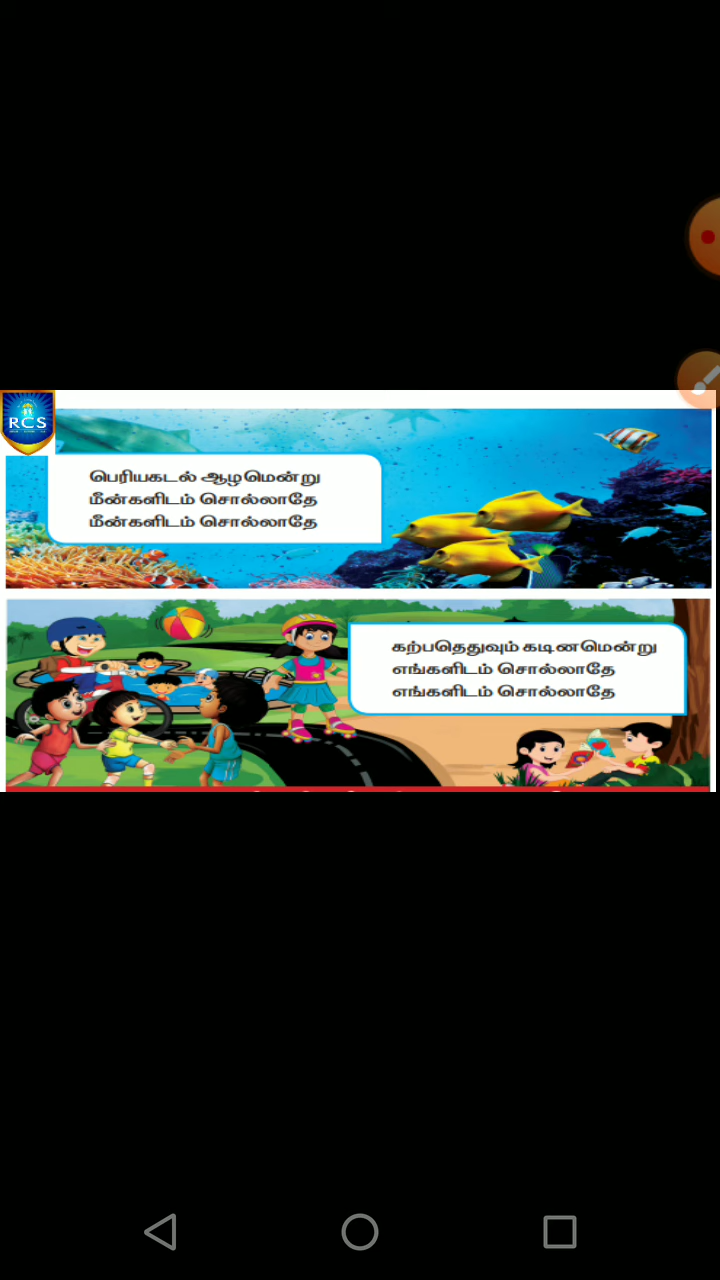 RCS
பெரியகடல் ஆழமென்று
மீன்களிடம் சொல்லாதே
மீன்களிடம் சொல்லாதே
கற்பதெதுவும் கடினமென்று
எங்களிடம் சொல்லாதே
எங்களிடம் சொல்லாதே